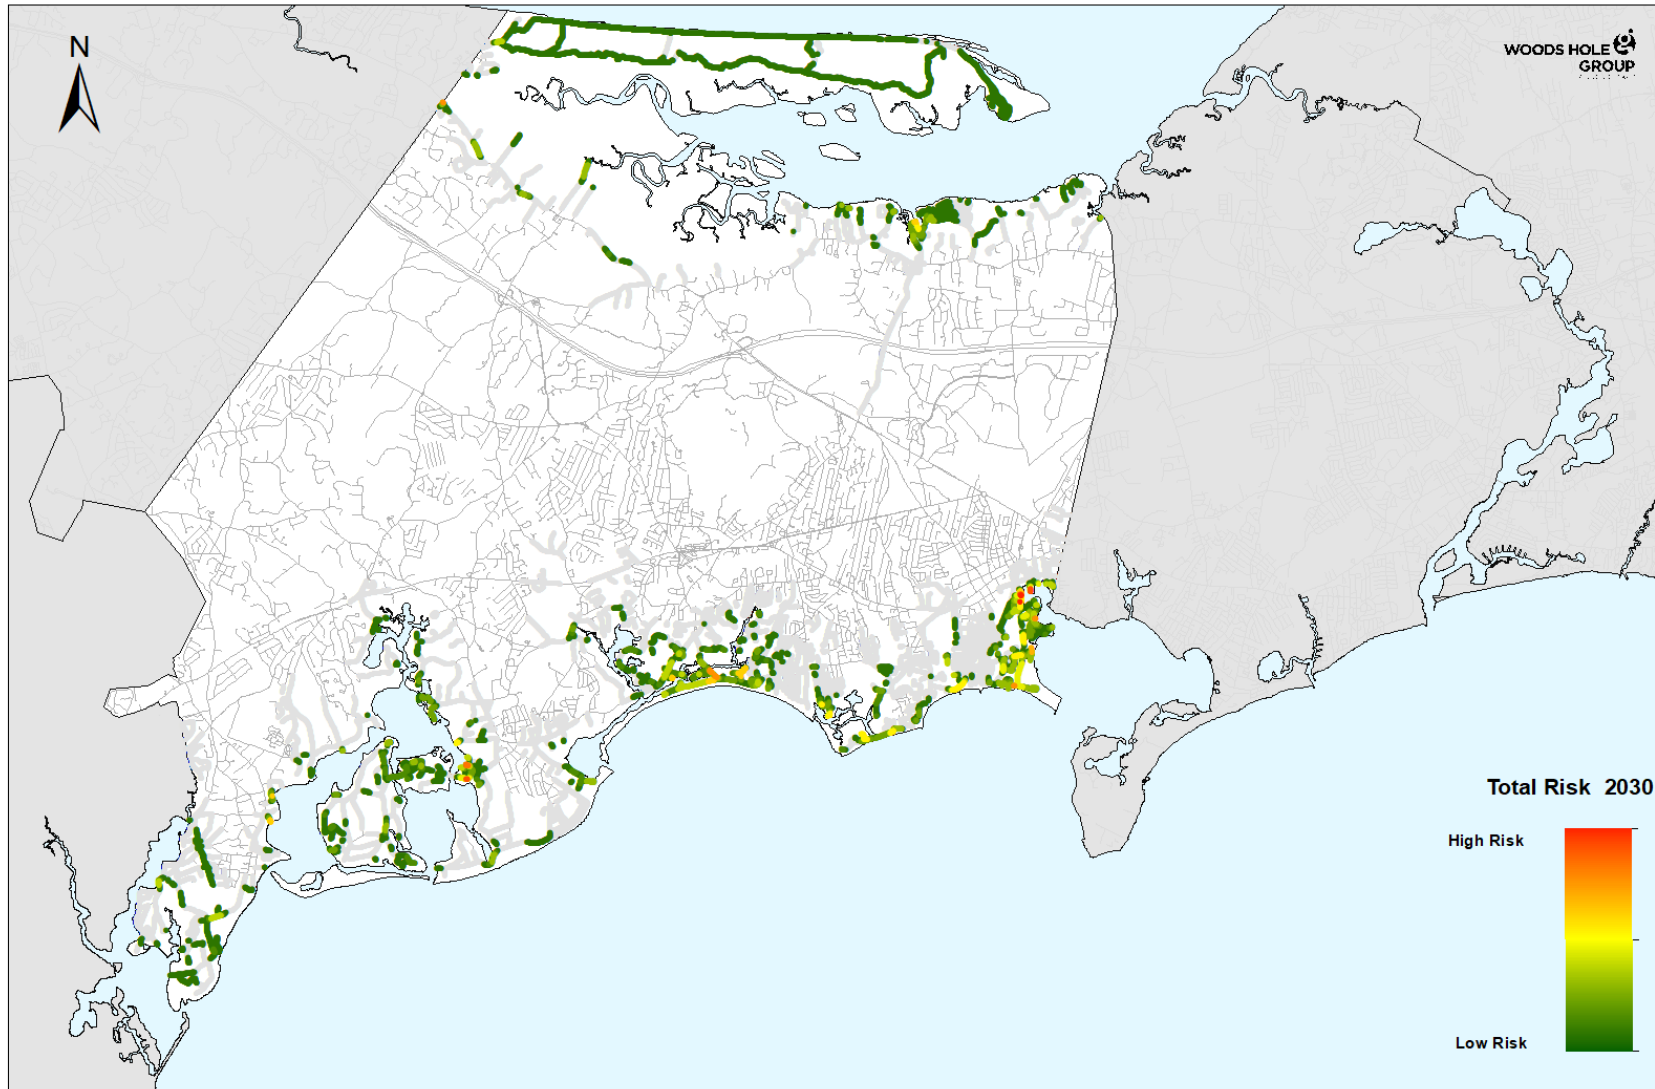 N
WOODS HOLE
GROUP
Total Risk 2030
High Risk
Low Risk